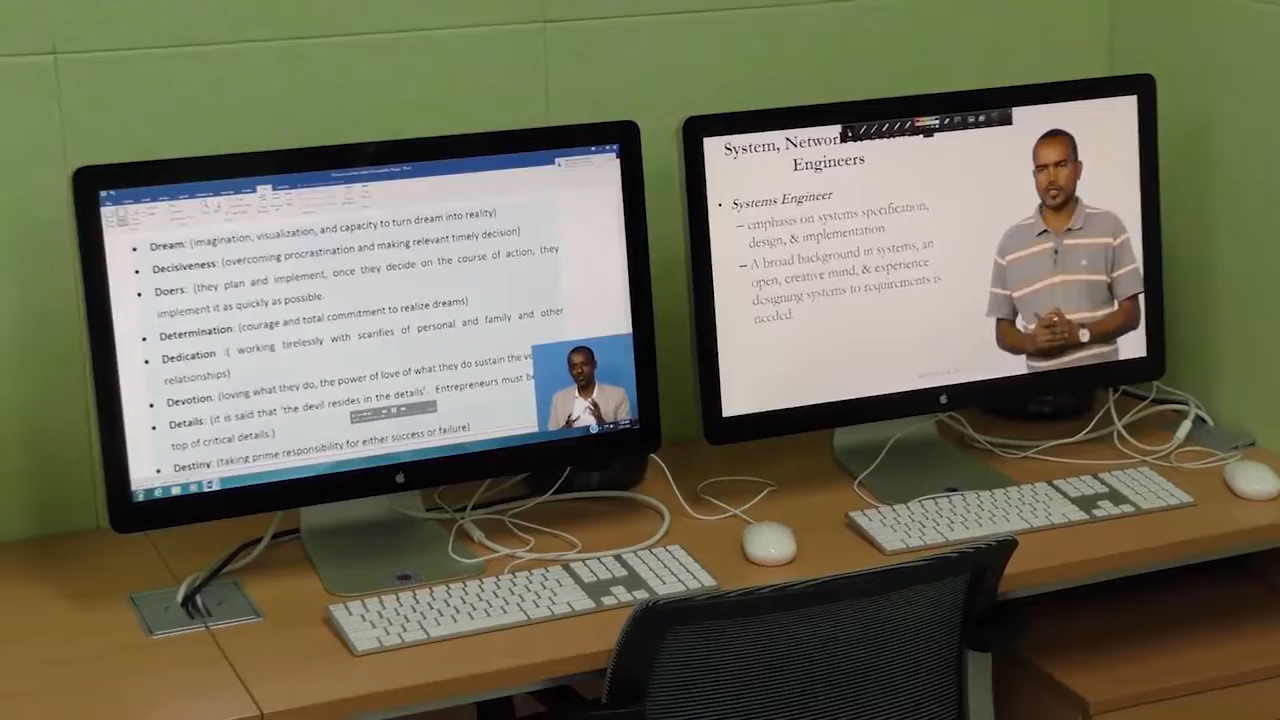 Dream: (imagination, visualization, and capacity to turn dream into reality)
Decisiveness: (overcoming procrastination and making relevant timely decision)
Doers: (they plan and implement, once they decide on the course of action, they
implement it as quickly as possible.
Determination: (courage and total commitment to realize dreams)
Dedication :( working tirelessly with scarifies of personal and family and other
relationships)
Devotion: (loving what they do, the power of love of what they do sustain the
Details: (it is said that 'the devil resides in the details'. Entrepreneurs must
top of critical details.)
Destiny: (taking prime responsibility for either success or failure)
System, Network
Engineers
• Systems Engineer
– emphasis on systems specification,
design, & implementation
– A broad background in systems, an
open, creative mind, & experience
designing systems to requirements is
needed.